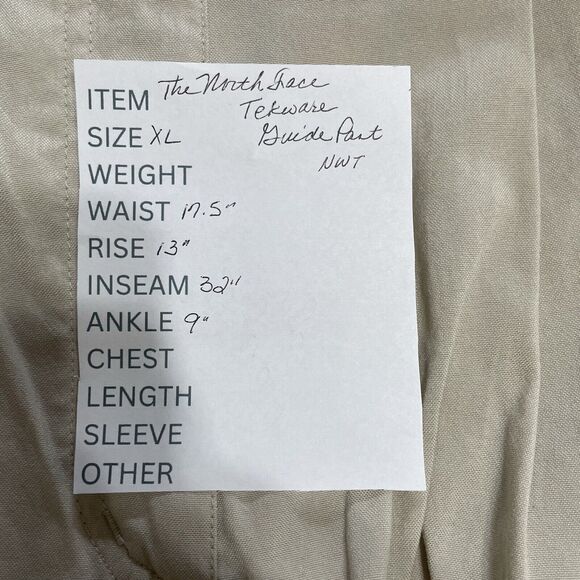 ITEM The North Face
Tekware
SIZE XL Guide Pant
NWT
WEIGHT
WAIST 17.5"
RISE 13"
INSEAM 32"
ANKLE 9"
CHEST
LENGTH
SLEEVE
OTHER